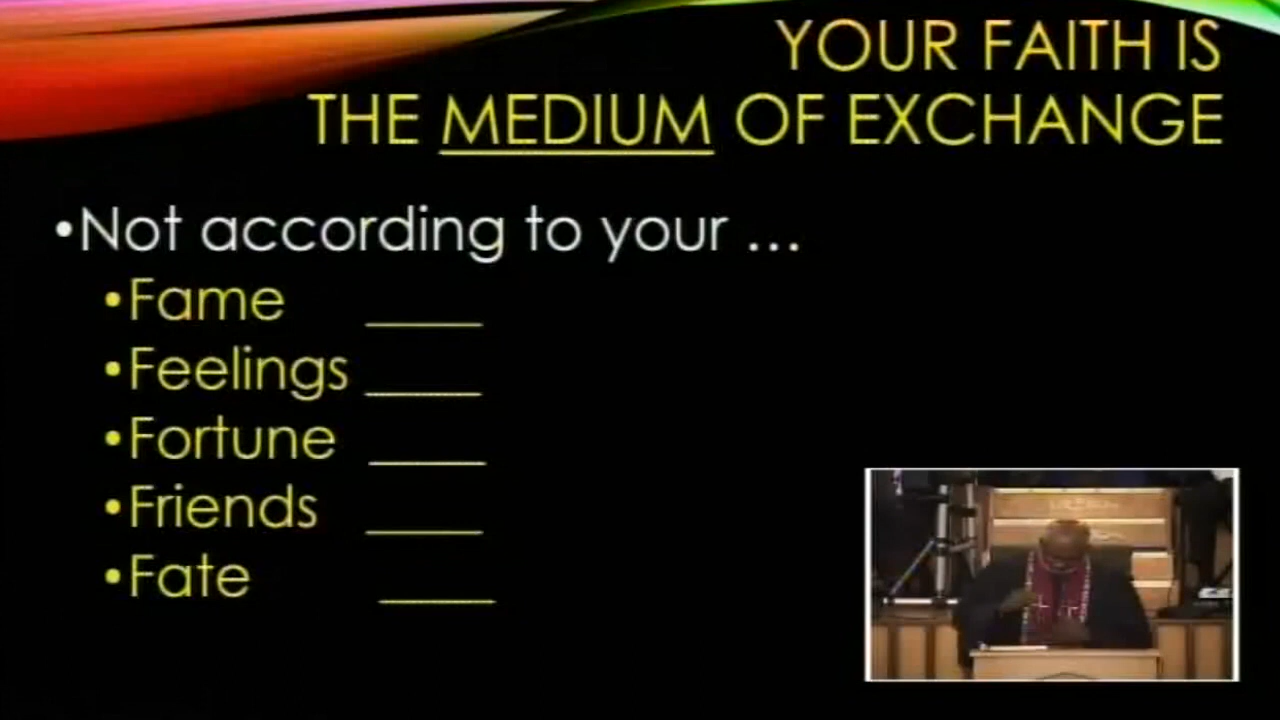 YOUR FAITH IS
THE MEDIUM OF EXCHANGE
•Not according to your ...
•Fame ____
•Feelings ____
•Fortune ____
•Friends ____
•Fate ____